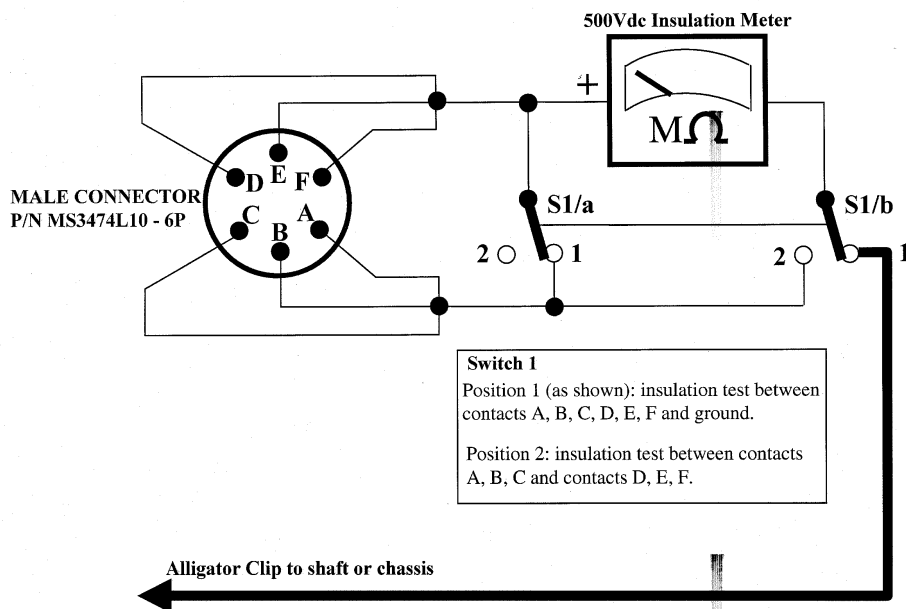 500Vdc Insulation Meter
+
MΩ
D E F
C B A
MALE CONNECTOR
P/N MS3474L10 - 6P
S1/a
S1/b
2 1
2 1
Switch 1
Position 1 (as shown): insulation test between
contacts A, B, C, D, E, F and ground.
Position 2: insulation test between contacts
A, B, C and contacts D, E, F.
Alligator Clip to shaft or chassis